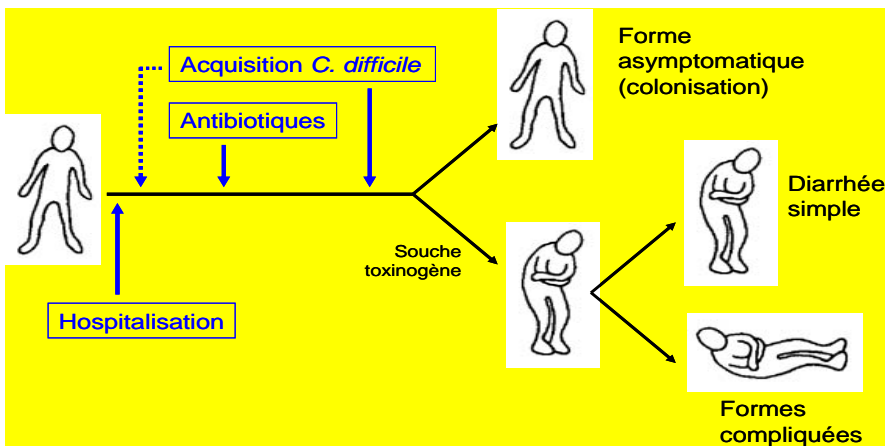 Acquisition C. difficile
Antibiotiques
Hospitalisation
Forme
asymptomatique
(colonisation)
Souche
toxinogène
Diarrhée
simple
Formes
compliquées